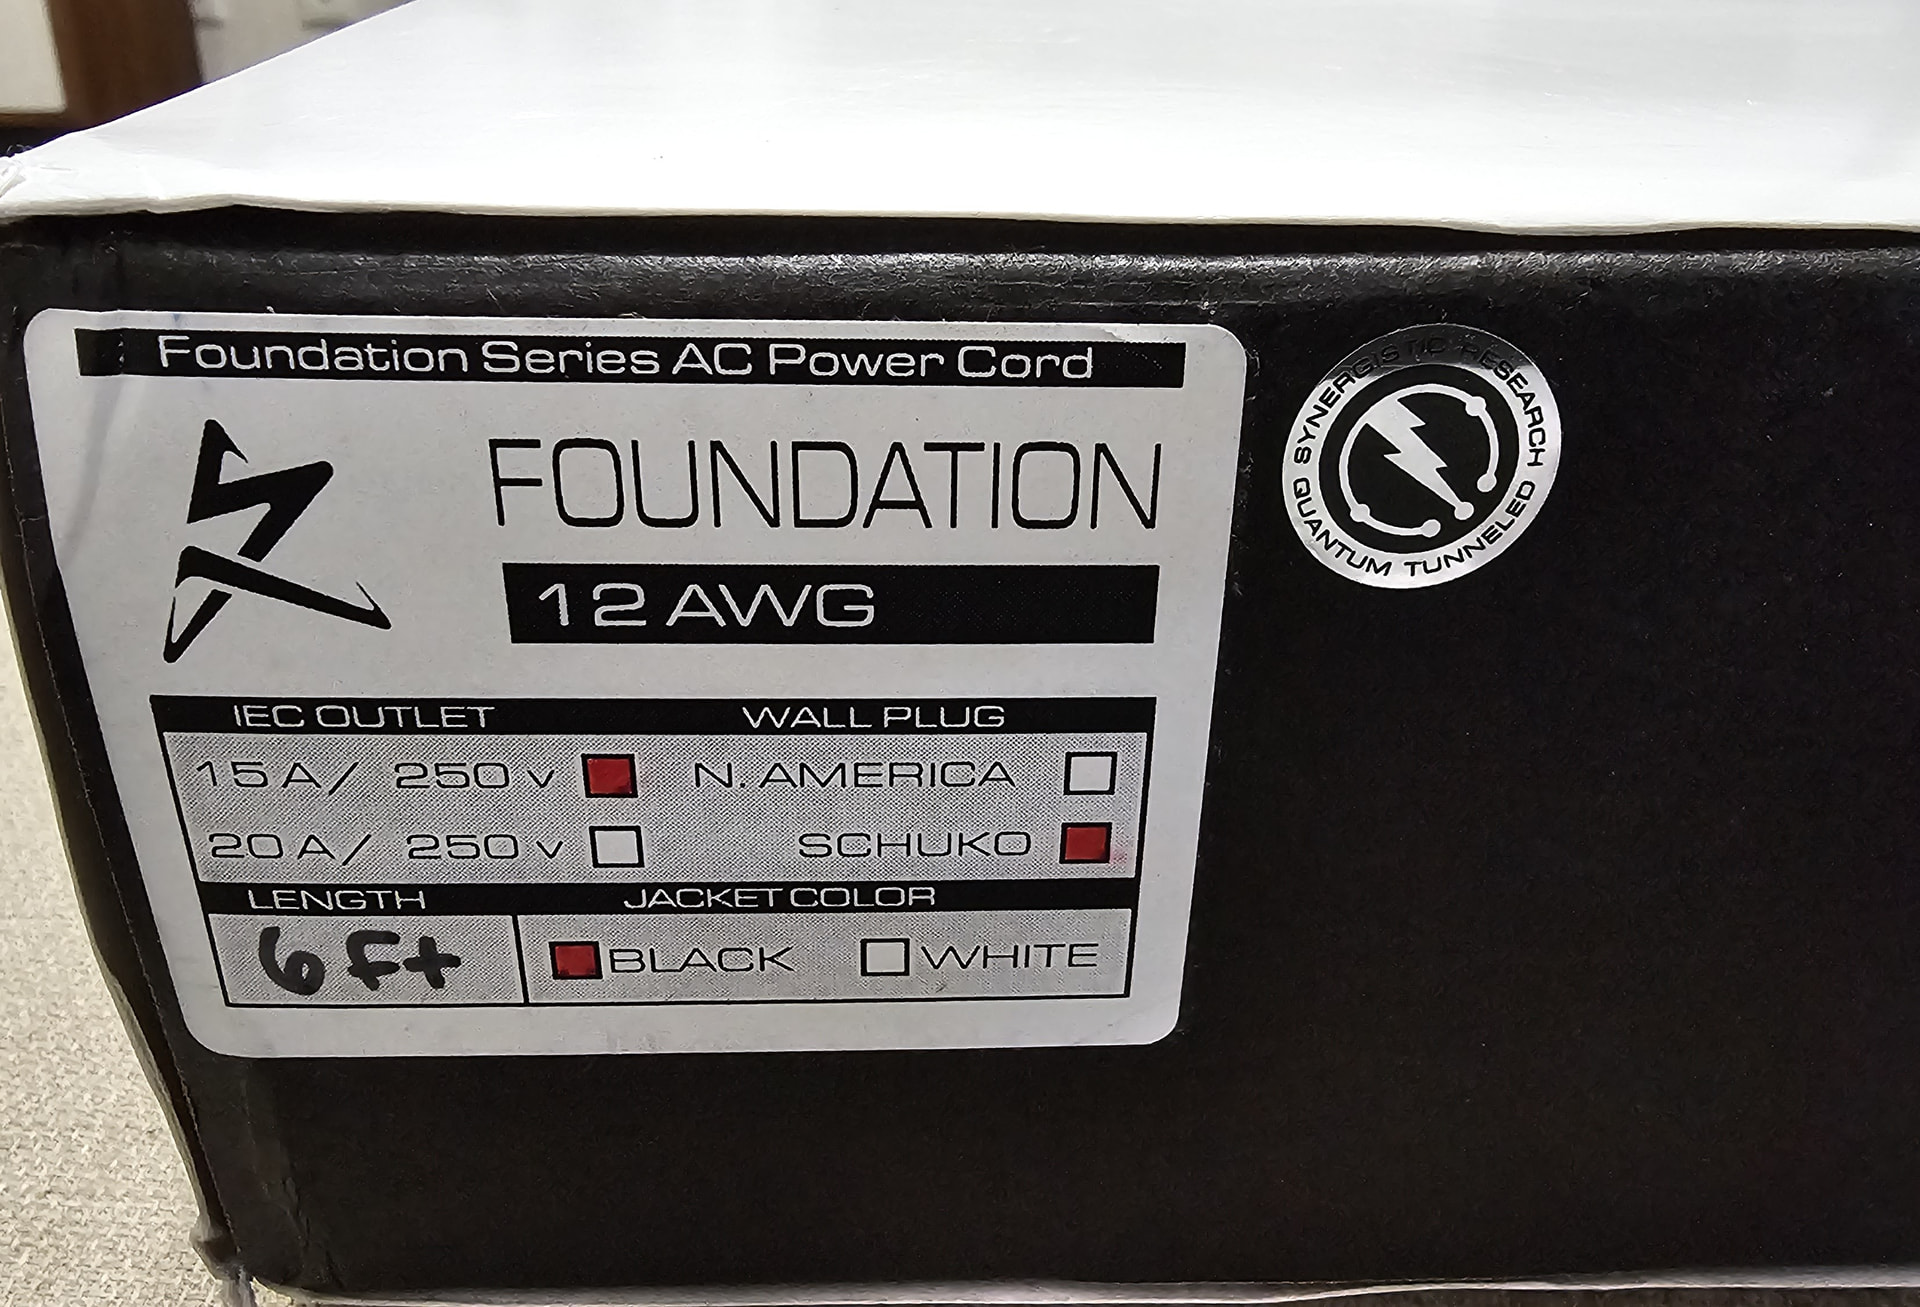 Foundation Series AC Power Cord
FOUNDATION
12 AWG
IEC OUTLET WALL PLUG
15 A/ 250 v N. AMERICA
20 A/ 250 v SCHUKO
LENGTH JACKET COLOR
6 Ft BLACK WHITE
SYNERGISTIC RESEARCH
QUANTUM TUNNELED